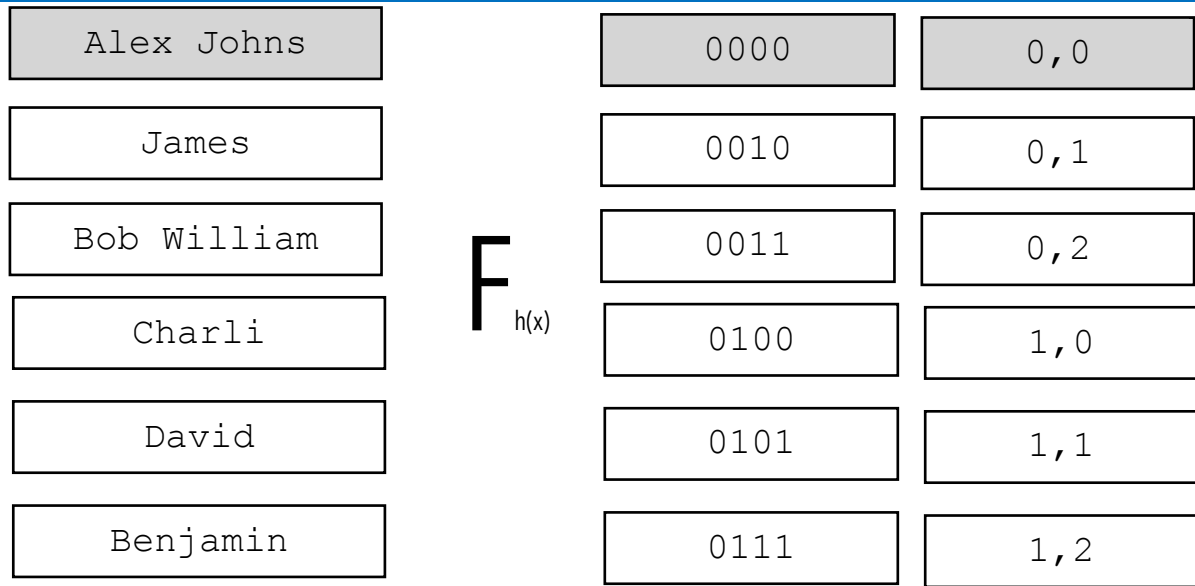 Alex Johns 0000 0,0
James 0010 0,1
Bob William 0011 0,2
F h(x)
Charli 0100 1,0
David 0101 1,1
Benjamin 0111 1,2